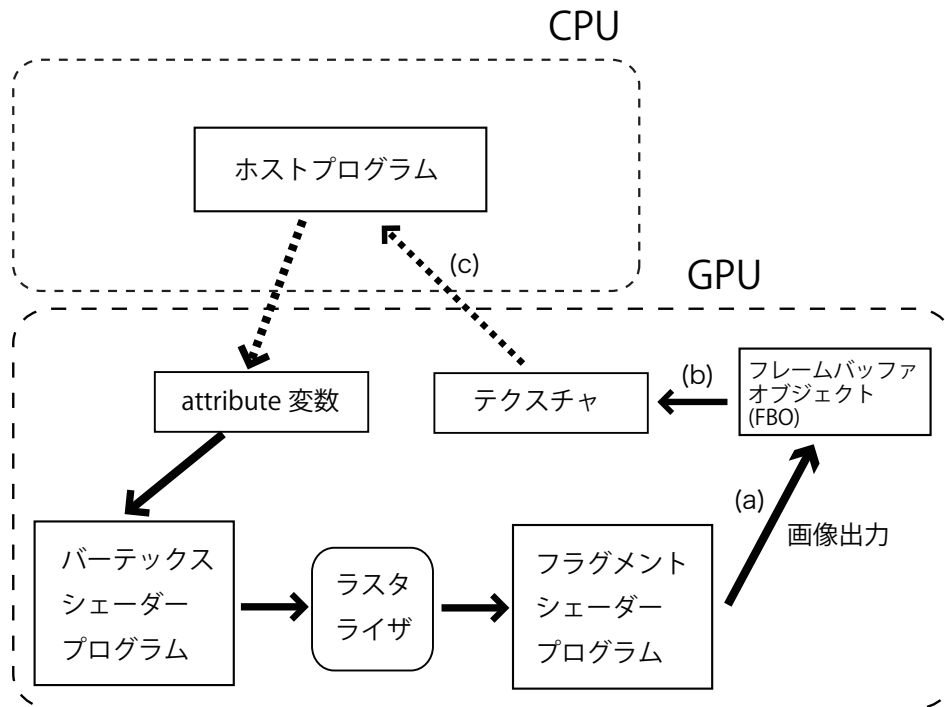 CPU
ホストプログラム
(c)
GPU
attribute 変数
テクスチャ
(b)
フレームバッファ
オブジェクト
(FBO)
(a)
画像出力
バーテックス
シェーダー
プログラム
ラスタ
ライザ
フラグメント
シェーダー
プログラム